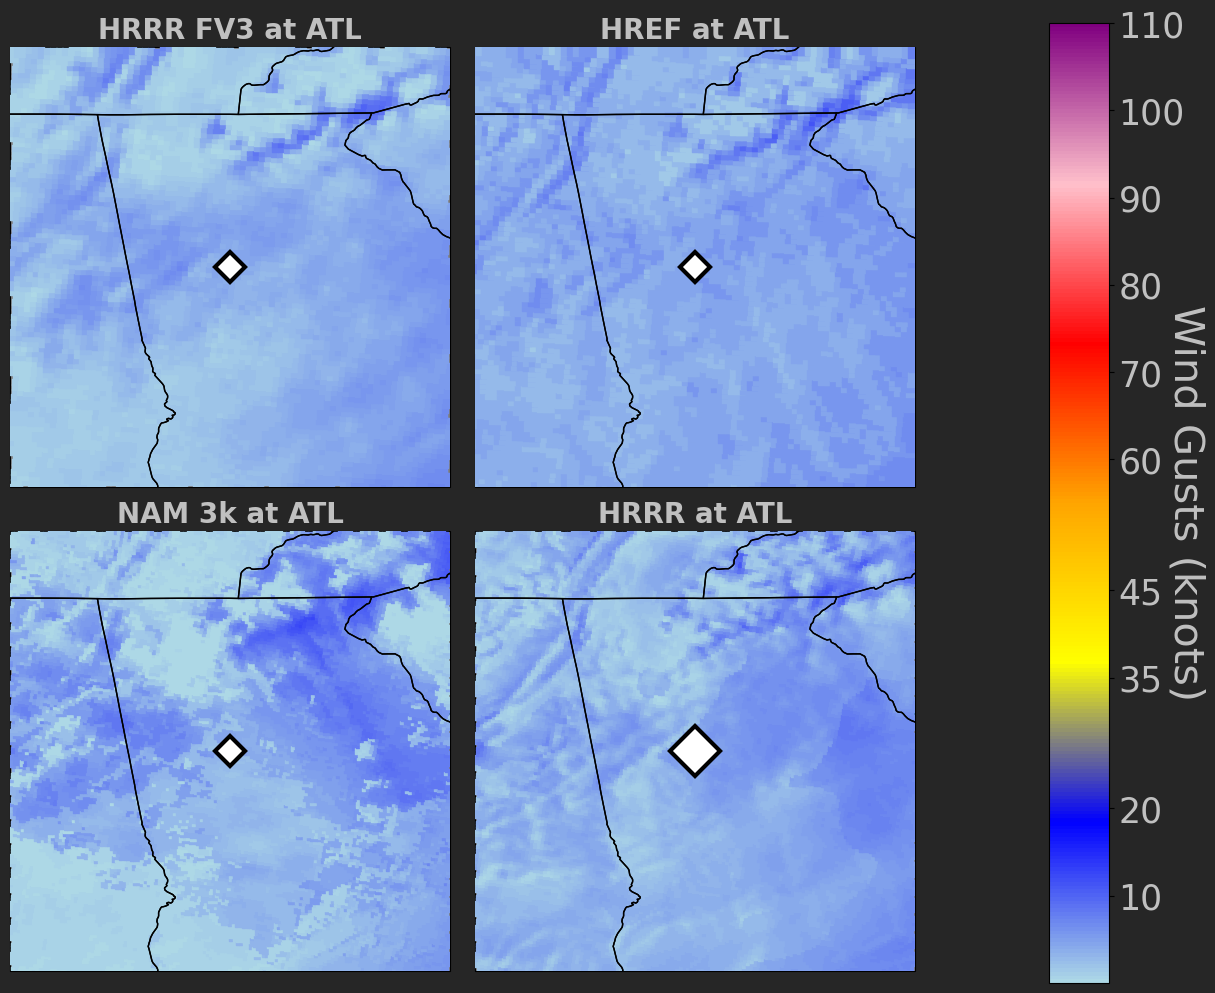 HRRR FV3 at ATL
HREF at ATL
NAM 3k at ATL
HRRR at ATL
110
100
90
80
70
60
45
35
20
10
Wind Gusts (knots)